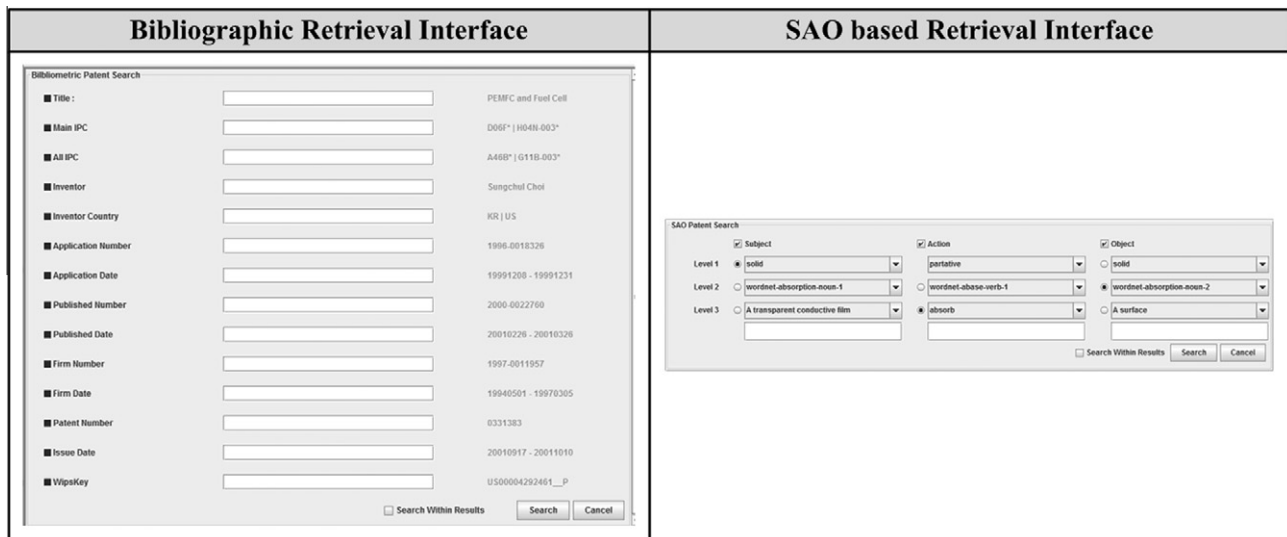 Bibliographic Retrieval Interface
SAO based Retrieval Interface
Bilbliometric Patent Search
Title : PEMFC and Fuel Cell
Main IPC D06F* | H04N-003*
All IPC A46B* | G11B-003*
Inventor Sungchul Choi
Inventor Country KR | US
Application Number 1996-0018326
Application Date 19991208 - 19991231
Published Number 2000-0022760
Published Date 20010226 - 20010326
Firm Number 1997-0011957
Firm Date 19940501 - 19970305
Patent Number 0331383
Issue Date 20010917 - 20011010
WipsKey US00004292461__P
Search Within Results Search Cancel
SAO Patent Search
Subject Action Object
Level 1 solid partative solid
Level 2 wordnet-absorption-noun-1 wordnet-abase-verb-1 wordnet-absorption-noun-2
Level 3 A transparent conductive film absorb A surface
Search Within Results Search Cancel